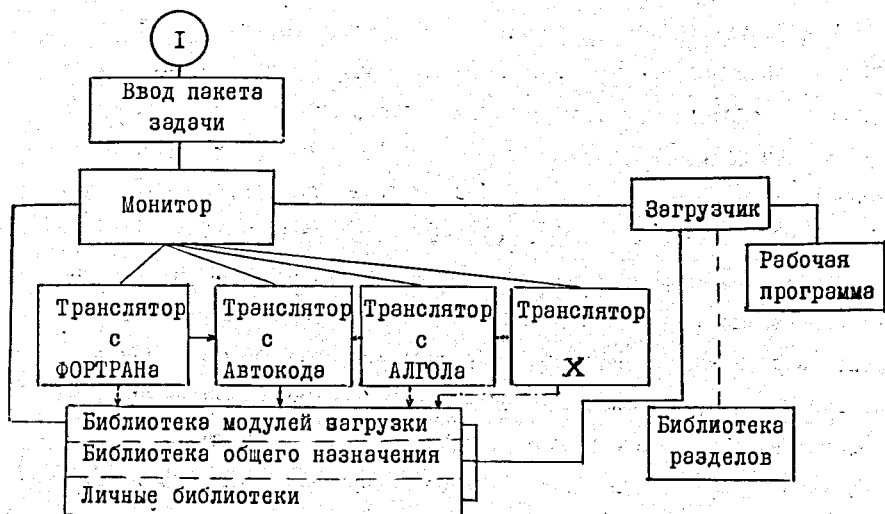 I
Ввод пакета
задачи
Монитор
Загрузчик
Рабочая
программа
Транслятор
с
ФОРТРАНа
Транслятор
с
Автокода
Транслятор
с
АЛГОЛа
Транслятор
X
Библиотека модулей загрузки
Библиотека общего назначения
Личные библиотеки
Библиотека
разделов